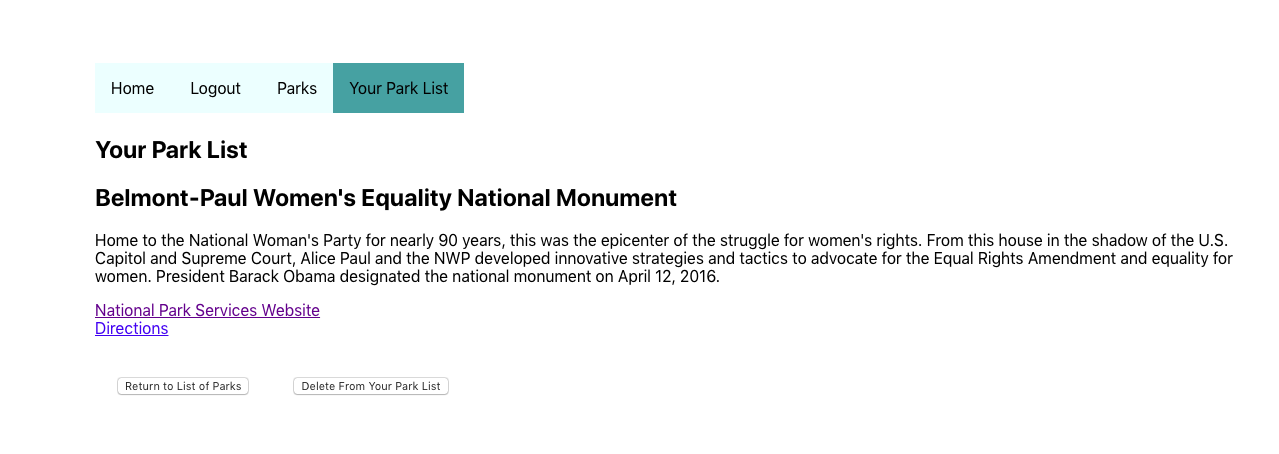 Home Logout Parks Your Park List
Your Park List
Belmont-Paul Women's Equality National Monument
Home to the National Woman's Party for nearly 90 years, this was the epicenter of the struggle for women's rights. From this house in the shadow of the U.S.
Capitol and Supreme Court, Alice Paul and the NWP developed innovative strategies and tactics to advocate for the Equal Rights Amendment and equality for
women. President Barack Obama designated the national monument on April 12, 2016.
National Park Services Website
Directions
Return to List of Parks Delete From Your Park List